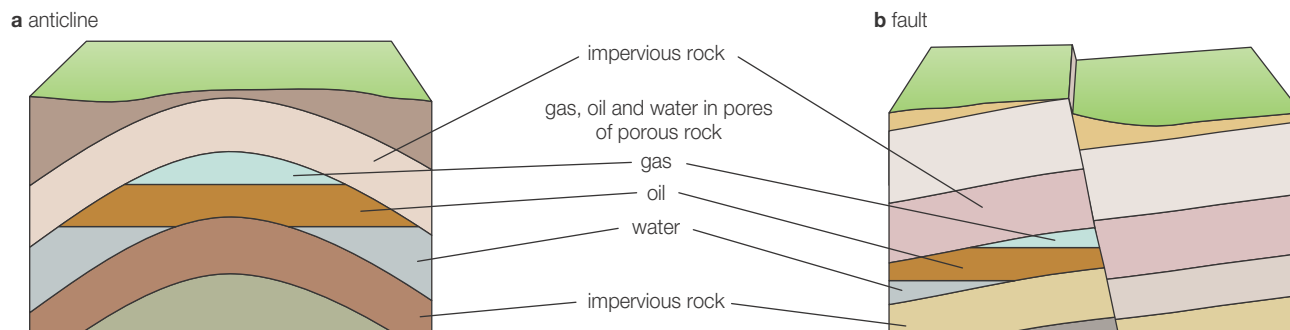 a anticline
b fault
impervious rock
gas, oil and water in pores
of porous rock
gas
oil
water
impervious rock